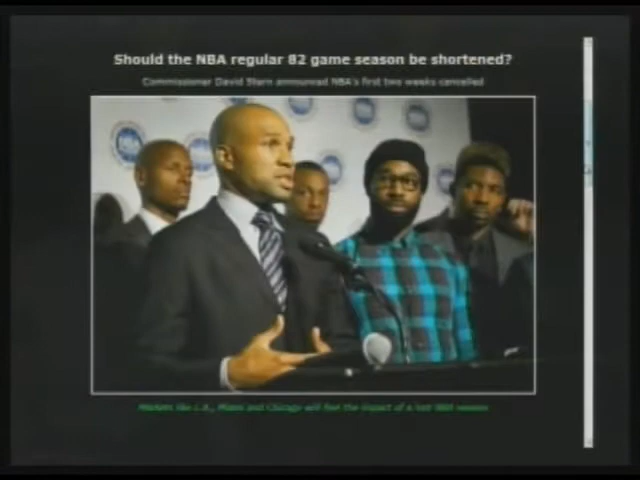 Should the NBA regular 82 game season be shortened?
Commissioner David Stern announced NBA's first two weeks cancelled
Markets like L.A., Miami and Chicago will feel the impact of a lost NBA season